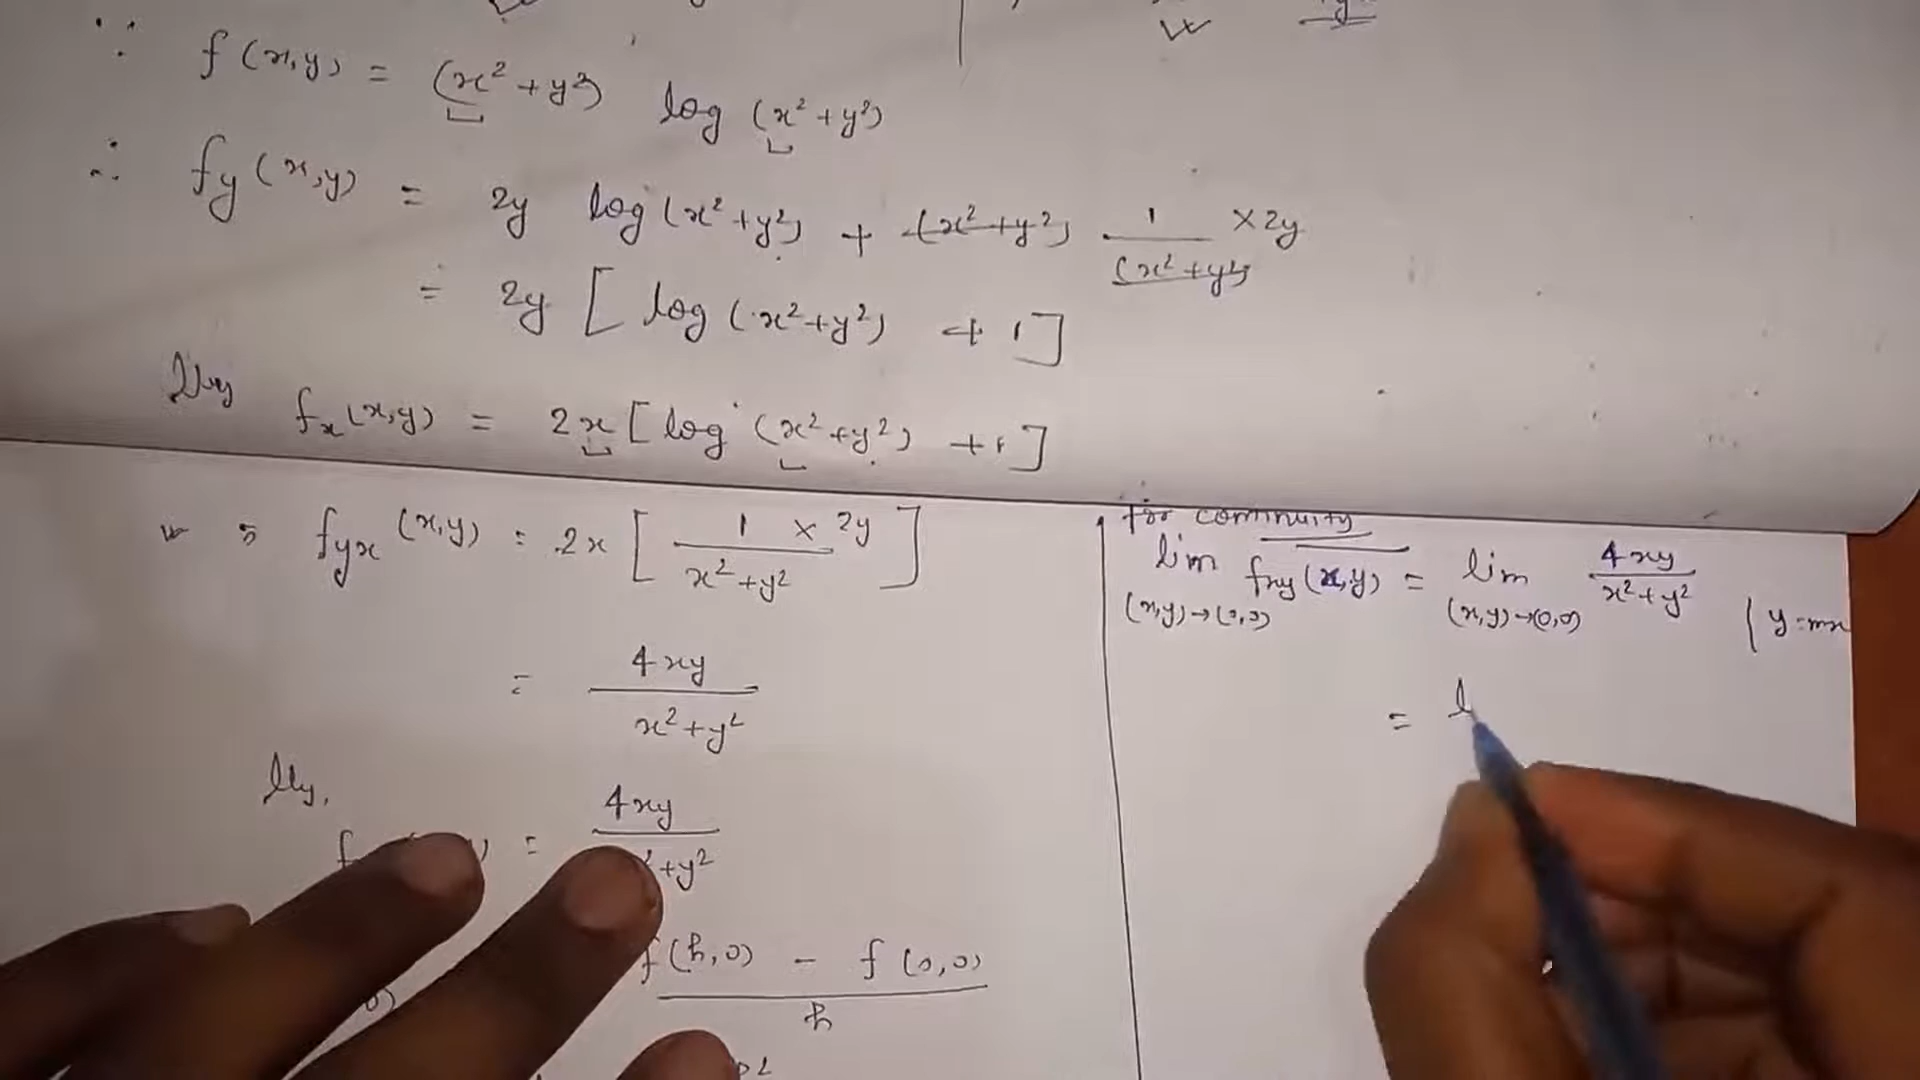 ∵ f(x,y) = (x²+y²) log (x²+y²)
∴ fy(x,y) = 2y log(x²+y²) + (x²+y²) 1/(x²+y²) × 2y
= 2y [ log (x²+y²) + 1 ]
lly fx(x,y) = 2x [ log (x²+y²) + 1 ]
fyx (x,y) = 2x [ 1/(x²+y²) × 2y ]
= 4xy/(x²+y²)
lly,
f = 4xy/ +y²
f(h,0) - f(0,0)
h
for continuity
lim fxy(x,y) = lim 4xy/(x²+y²)
(x,y)→(0,0) (x,y)→(0,0) | y=mx
= l